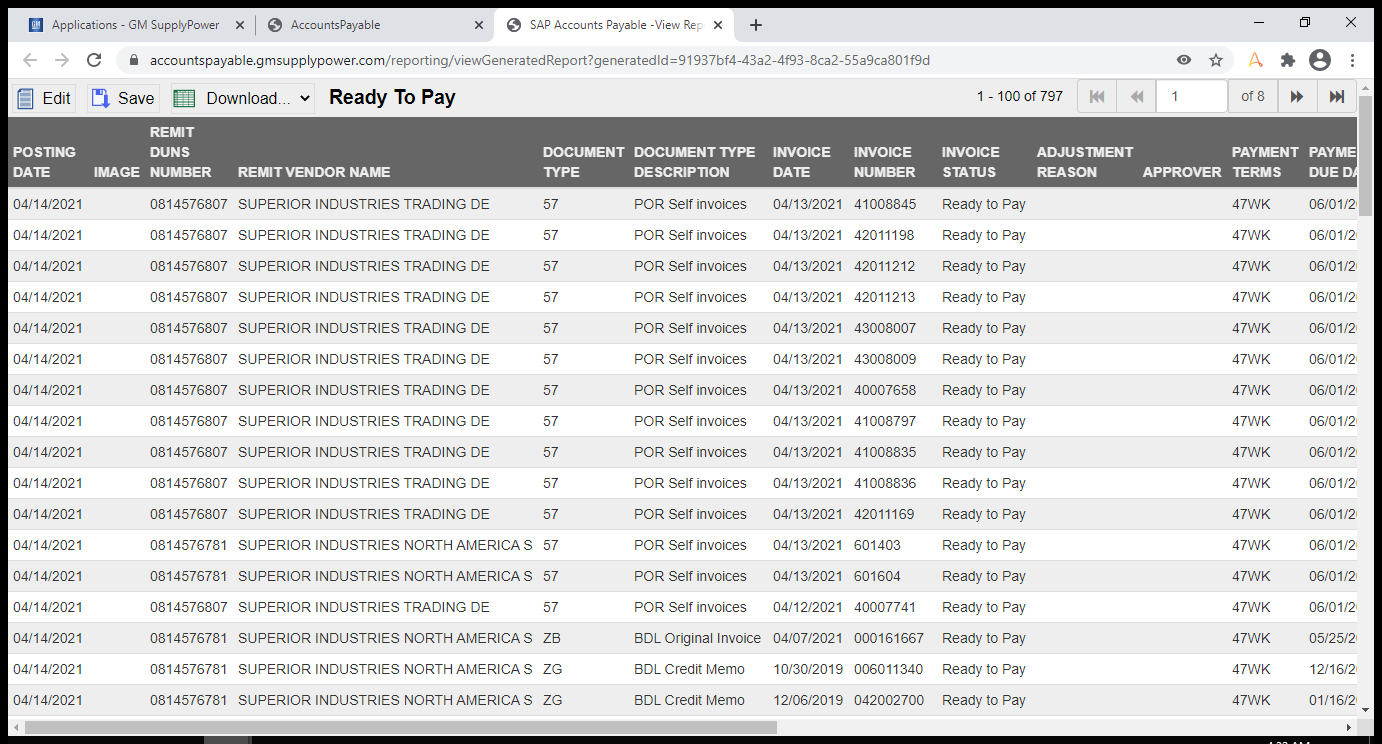 Applications - GM SupplyPower AccountsPayable SAP Accounts Payable -View Rep
accountspayable.gmsupplypower.com/reporting/viewGeneratedReport?generatedId=91937bf4-43a2-4f93-8ca2-55a9ca801f9d
Edit Save Download... Ready To Pay 1 - 100 of 797 1 of 8
POSTING DATE IMAGE REMIT DUNS NUMBER REMIT VENDOR NAME DOCUMENT TYPE DOCUMENT TYPE DESCRIPTION INVOICE DATE INVOICE NUMBER INVOICE STATUS ADJUSTMENT REASON APPROVER PAYMENT TERMS PAYME DUE DA
04/14/2021 0814576807 SUPERIOR INDUSTRIES TRADING DE 57 POR Self invoices 04/13/2021 41008845 Ready to Pay 47WK 06/01/2
04/14/2021 0814576807 SUPERIOR INDUSTRIES TRADING DE 57 POR Self invoices 04/13/2021 42011198 Ready to Pay 47WK 06/01/2
04/14/2021 0814576807 SUPERIOR INDUSTRIES TRADING DE 57 POR Self invoices 04/13/2021 42011212 Ready to Pay 47WK 06/01/2
04/14/2021 0814576807 SUPERIOR INDUSTRIES TRADING DE 57 POR Self invoices 04/13/2021 42011213 Ready to Pay 47WK 06/01/2
04/14/2021 0814576807 SUPERIOR INDUSTRIES TRADING DE 57 POR Self invoices 04/13/2021 43008007 Ready to Pay 47WK 06/01/2
04/14/2021 0814576807 SUPERIOR INDUSTRIES TRADING DE 57 POR Self invoices 04/13/2021 43008009 Ready to Pay 47WK 06/01/2
04/14/2021 0814576807 SUPERIOR INDUSTRIES TRADING DE 57 POR Self invoices 04/13/2021 40007658 Ready to Pay 47WK 06/01/2
04/14/2021 0814576807 SUPERIOR INDUSTRIES TRADING DE 57 POR Self invoices 04/13/2021 41008797 Ready to Pay 47WK 06/01/2
04/14/2021 0814576807 SUPERIOR INDUSTRIES TRADING DE 57 POR Self invoices 04/13/2021 41008835 Ready to Pay 47WK 06/01/2
04/14/2021 0814576807 SUPERIOR INDUSTRIES TRADING DE 57 POR Self invoices 04/13/2021 41008836 Ready to Pay 47WK 06/01/2
04/14/2021 0814576807 SUPERIOR INDUSTRIES TRADING DE 57 POR Self invoices 04/13/2021 42011169 Ready to Pay 47WK 06/01/2
04/14/2021 0814576781 SUPERIOR INDUSTRIES NORTH AMERICA S 57 POR Self invoices 04/13/2021 601403 Ready to Pay 47WK 06/01/2
04/14/2021 0814576781 SUPERIOR INDUSTRIES NORTH AMERICA S 57 POR Self invoices 04/13/2021 601604 Ready to Pay 47WK 06/01/2
04/14/2021 0814576807 SUPERIOR INDUSTRIES TRADING DE 57 POR Self invoices 04/12/2021 40007741 Ready to Pay 47WK 06/01/2
04/14/2021 0814576781 SUPERIOR INDUSTRIES NORTH AMERICA S ZB BDL Original Invoice 04/07/2021 000161667 Ready to Pay 47WK 05/25/2
04/14/2021 0814576781 SUPERIOR INDUSTRIES NORTH AMERICA S ZG BDL Credit Memo 10/30/2019 006011340 Ready to Pay 47WK 12/16/2
04/14/2021 0814576781 SUPERIOR INDUSTRIES NORTH AMERICA S ZG BDL Credit Memo 12/06/2019 042002700 Ready to Pay 47WK 01/16/2